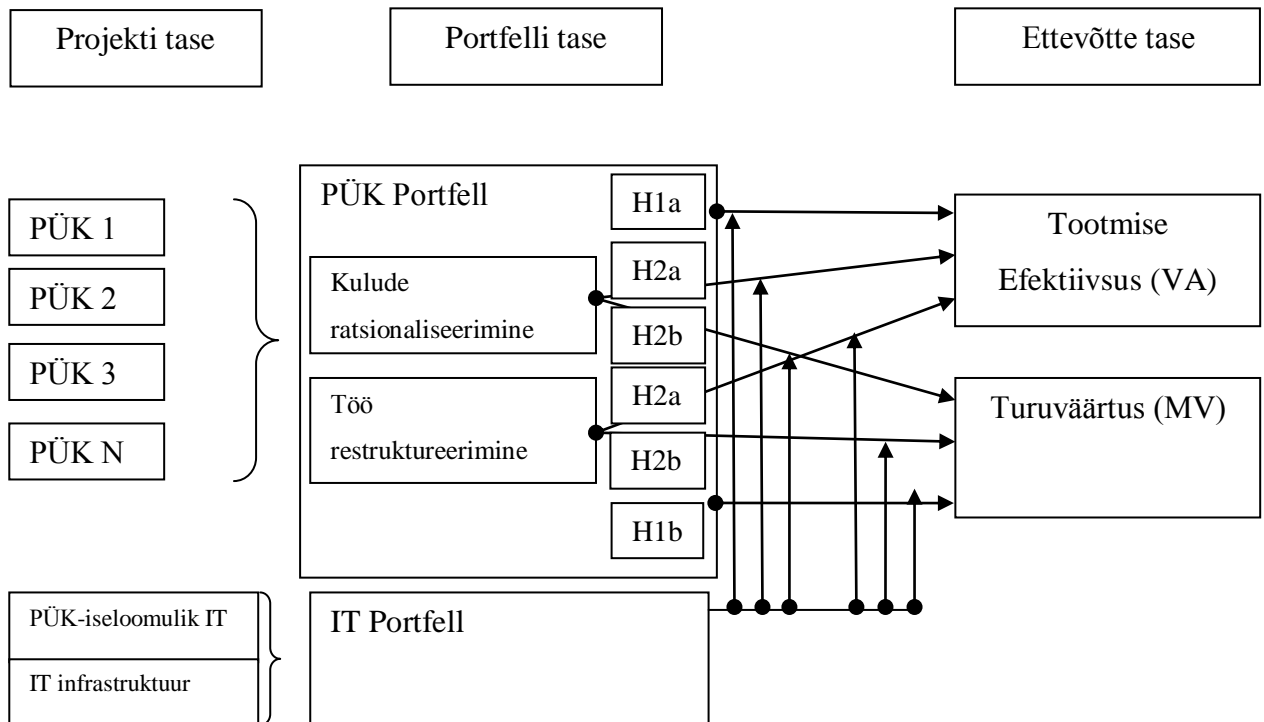 Projekti tase
Portfelli tase
Ettevõtte tase
PÜK 1
PÜK 2
PÜK 3
PÜK N
PÜK Portfell
Kulude
ratsionaliseerimine
Töö
restruktureerimine
H1a
H2a
H2b
H2a
H2b
H1b
Tootmise
Efektiivsus (VA)
Turuväärtus (MV)
PÜK-iseloomulik IT
IT infrastruktuur
IT Portfell